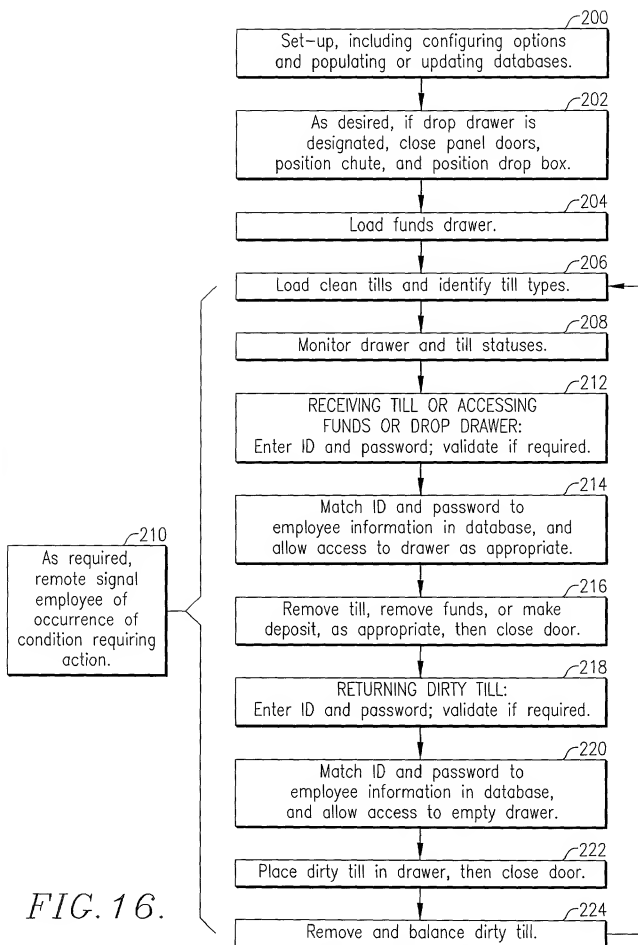 200
Set-up, including configuring options
and populating or updating databases.
202
As desired, if drop drawer is
designated, close panel doors,
position chute, and position drop box.
204
Load funds drawer.
206
Load clean tills and identify till types.
208
Monitor drawer and till statuses.
212
RECEIVING TILL OR ACCESSING
FUNDS OR DROP DRAWER:
Enter ID and password; validate if required.
214
Match ID and password to
employee information in database, and
allow access to drawer as appropriate.
210
As required,
remote signal
employee of
occurrence of
condition requiring
action.
216
Remove till, remove funds, or make
deposit, as appropriate, then close door.
218
RETURNING DIRTY TILL:
Enter ID and password; validate if required.
220
Match ID and password to
employee information in database,
and allow access to empty drawer.
222
Place dirty till in drawer, then close door.
224
Remove and balance dirty till.
FIG. 16.